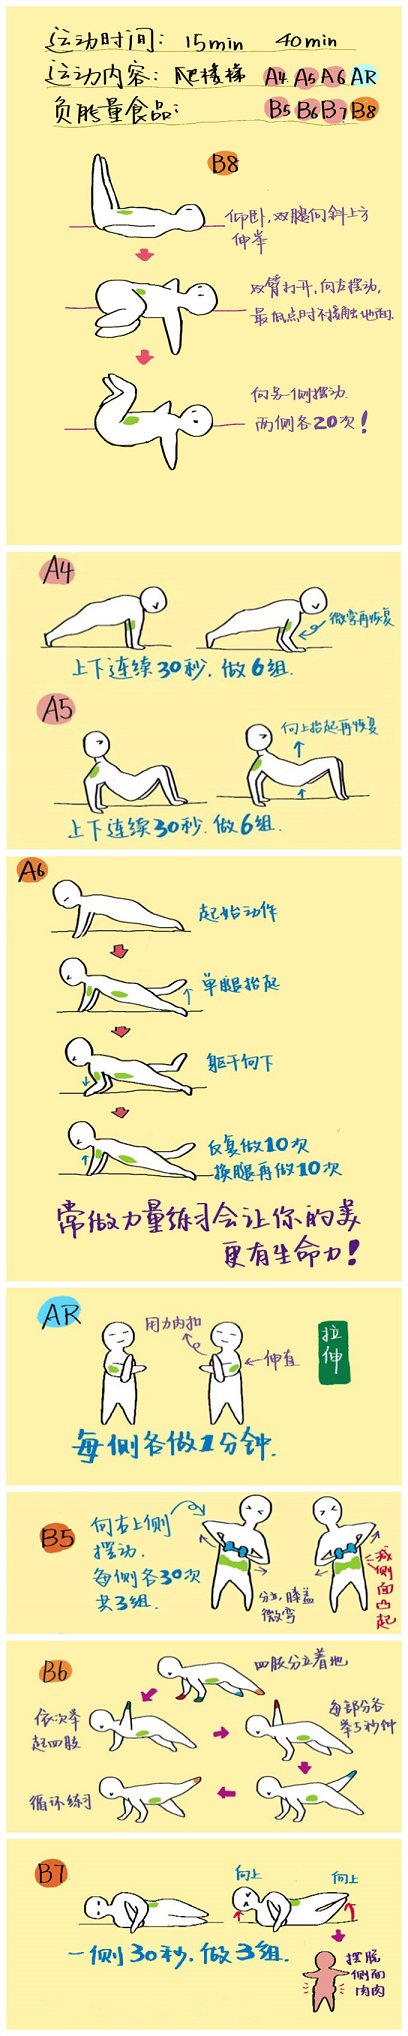 运动时间： 15min 40min
运动内容：爬楼梯 A4 A5 A6 AR
负能量食品： B5 B6 B7 B8
B8
仰卧，双腿向斜上方
伸举
双臂打开，向左摆动，
最低点时不接触地面.
向另一侧摆动.
两侧各20次！
A4
微弯再恢复
上下连续30秒，做6组.
A5
向上抬起再恢复
上下连续30秒，做6组.
A6
起始动作
单腿抬起
躯干向下
反复做10次
换腿再做10次
常做力量练习会让你的美
更有生命力！
AR
用力内扣
伸直
拉伸
每侧各做1分钟.
B5
向右上侧
摆动.
每侧各30次
共3组.
分立，膝盖
微弯
减侧面凸起
B6
四肢分立着地
依次举
起四肢
每部分各
举5秒钟
循环练习
B7
向上
向上
一侧30秒，做3组.
摆脱
侧面
肉肉